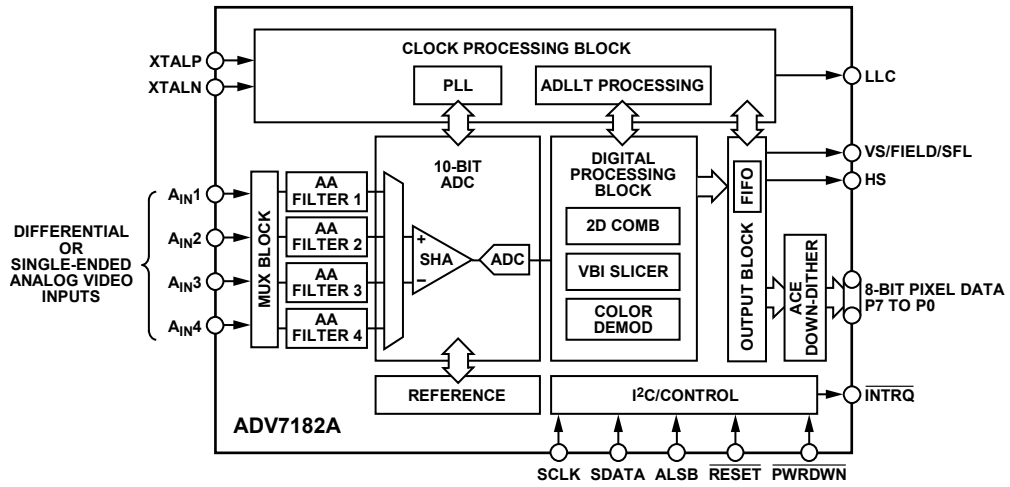 CLOCK PROCESSING BLOCK
XTALP
XTALN
PLL
ADLLT PROCESSING
LLC
10-BIT
ADC
DIGITAL
PROCESSING
BLOCK
2D COMB
VBI SLICER
COLOR
DEMOD
FIFO
OUTPUT BLOCK
VS/FIELD/SFL
HS
DIFFERENTIAL
OR
SINGLE-ENDED
ANALOG VIDEO
INPUTS
AIN1
AIN2
AIN3
AIN4
MUX BLOCK
AA
FILTER 1
AA
FILTER 2
AA
FILTER 3
AA
FILTER 4
+
SHA
−
ADC
ACE
DOWN-DITHER
8-BIT PIXEL DATA
P7 TO P0
REFERENCE
I2C/CONTROL
INTRQ
ADV7182A
SCLK SDATA ALSB RESET PWRDWN